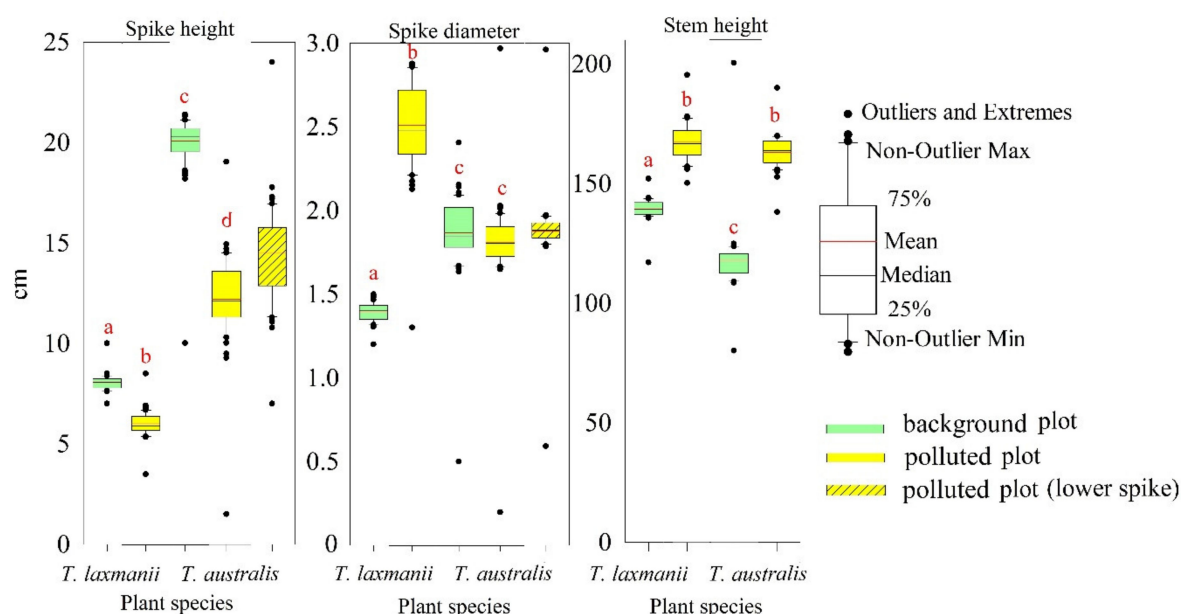 Spike height
Spike diameter
Stem height
25
20
15
10
5
0
cm
a
b
c
d
T. laxmanii
T. australis
Plant species
3.0
2.5
2.0
1.5
1.0
0.5
0
a
b
c
c
T. laxmanii
T. australis
Plant species
200
150
100
50
0
a
b
c
b
T. laxmanii
T. australis
Plant species
Outliers and Extremes
Non-Outlier Max
75%
Mean
Median
25%
Non-Outlier Min
background plot
polluted plot
polluted plot (lower spike)